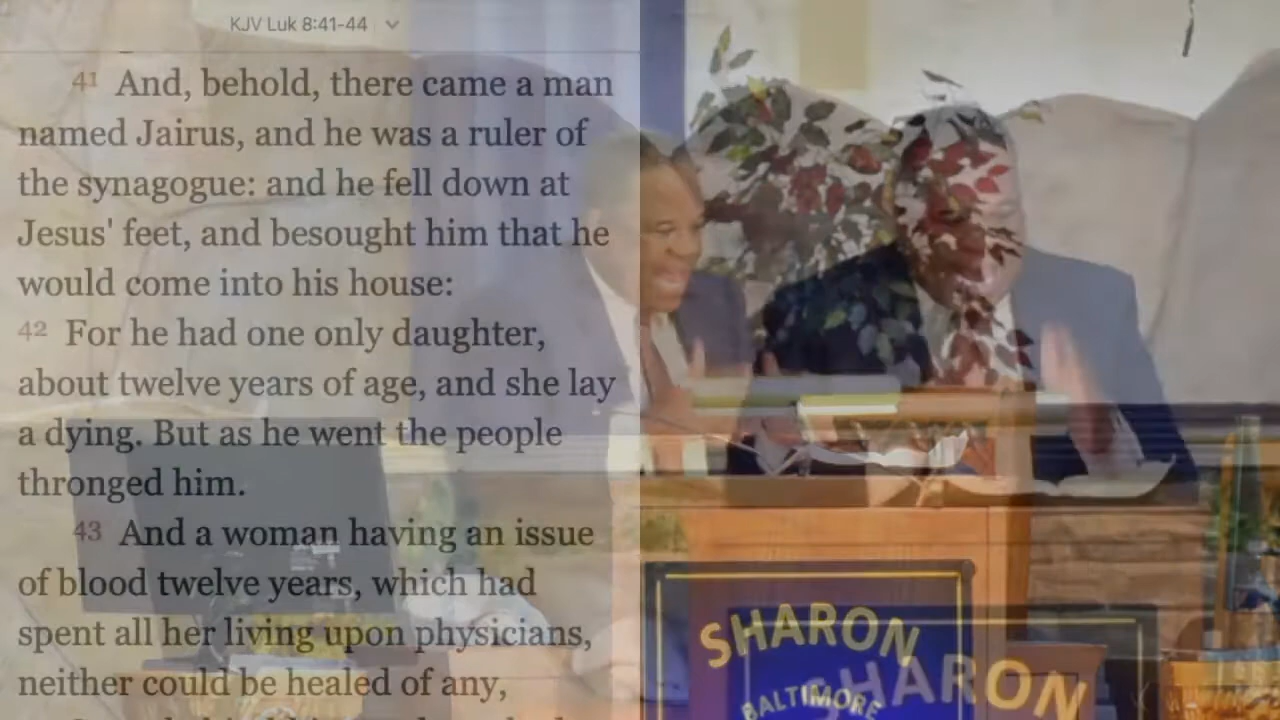 KJV Luk 8:41-44
41 And, behold, there came a man
named Jairus, and he was a ruler of
the synagogue: and he fell down at
Jesus' feet, and besought him that he
would come into his house:
42 For he had one only daughter,
about twelve years of age, and she lay
a dying. But as he went the people
thronged him.
43 And a woman having an issue
of blood twelve years, which had
spent all her living upon physicians,
neither could be healed of any,
SHARON
SHARON
BALTIMORE